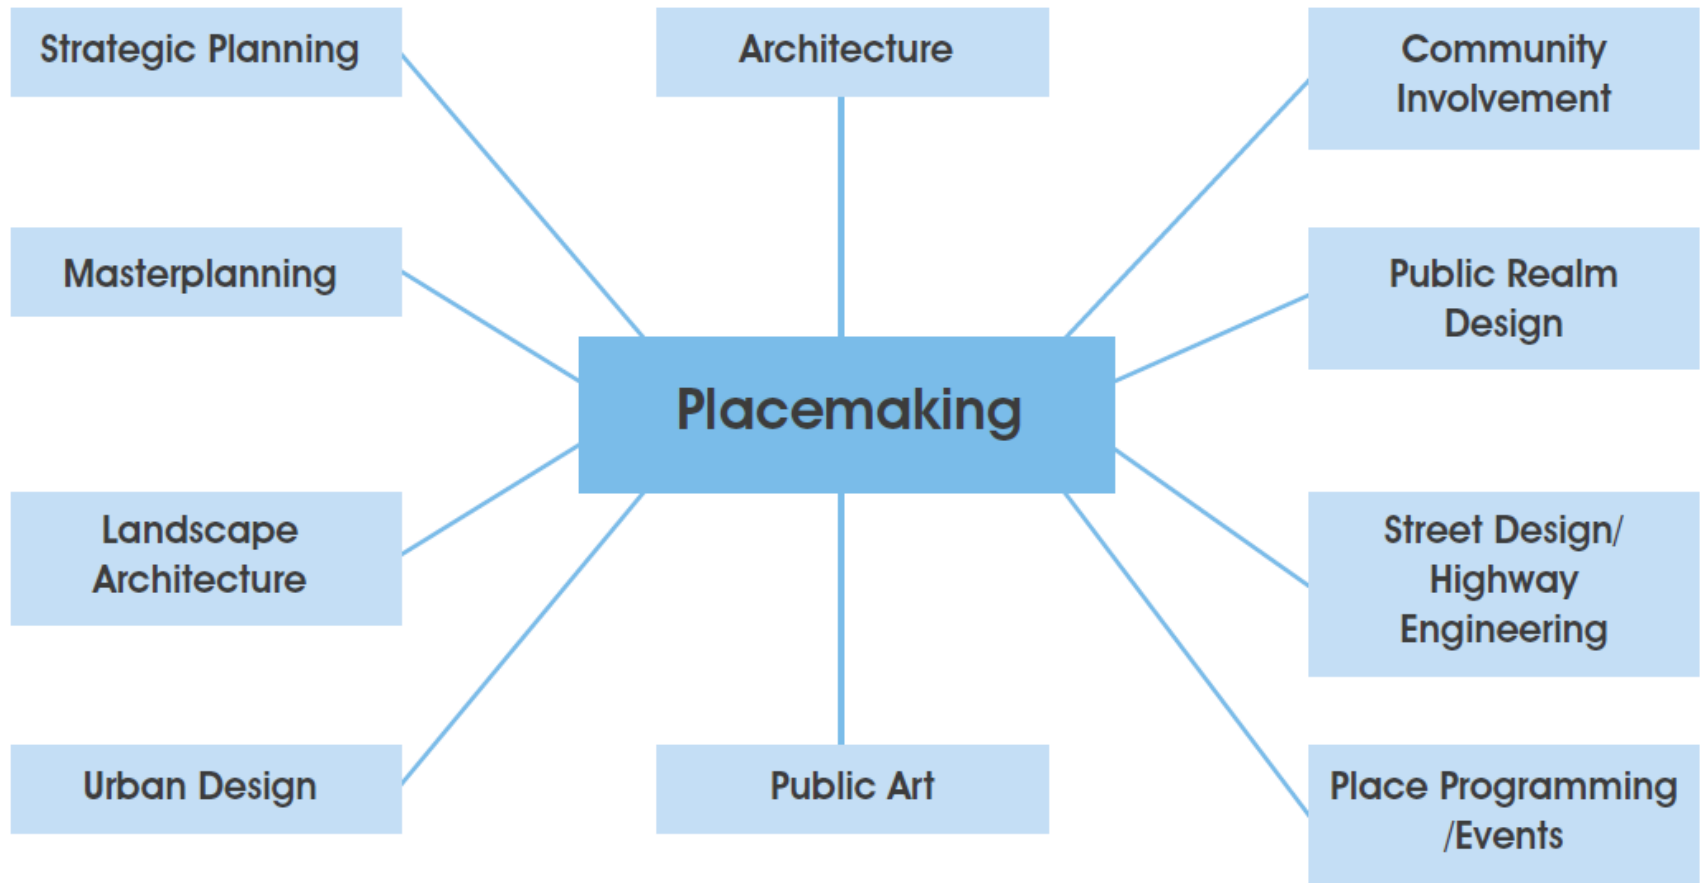 Strategic Planning
Architecture
Community
Involvement
Masterplanning
Public Realm
Design
Placemaking
Landscape
Architecture
Street Design/
Highway
Engineering
Urban Design
Public Art
Place Programming
/Events